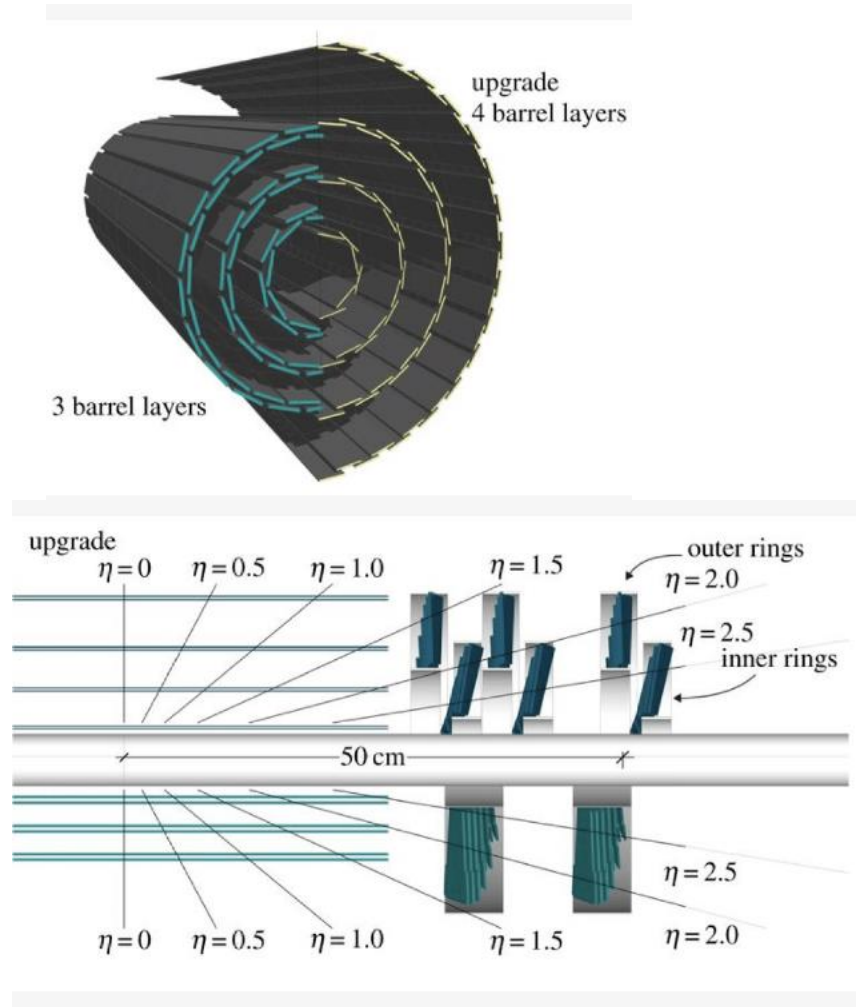 upgrade
4 barrel layers
3 barrel layers
upgrade
η = 0
η = 0.5
η = 1.0
η = 1.5
outer rings
η = 2.0
η = 2.5
inner rings
50 cm
η = 2.5
η = 0
η = 0.5
η = 1.0
η = 1.5
η = 2.0